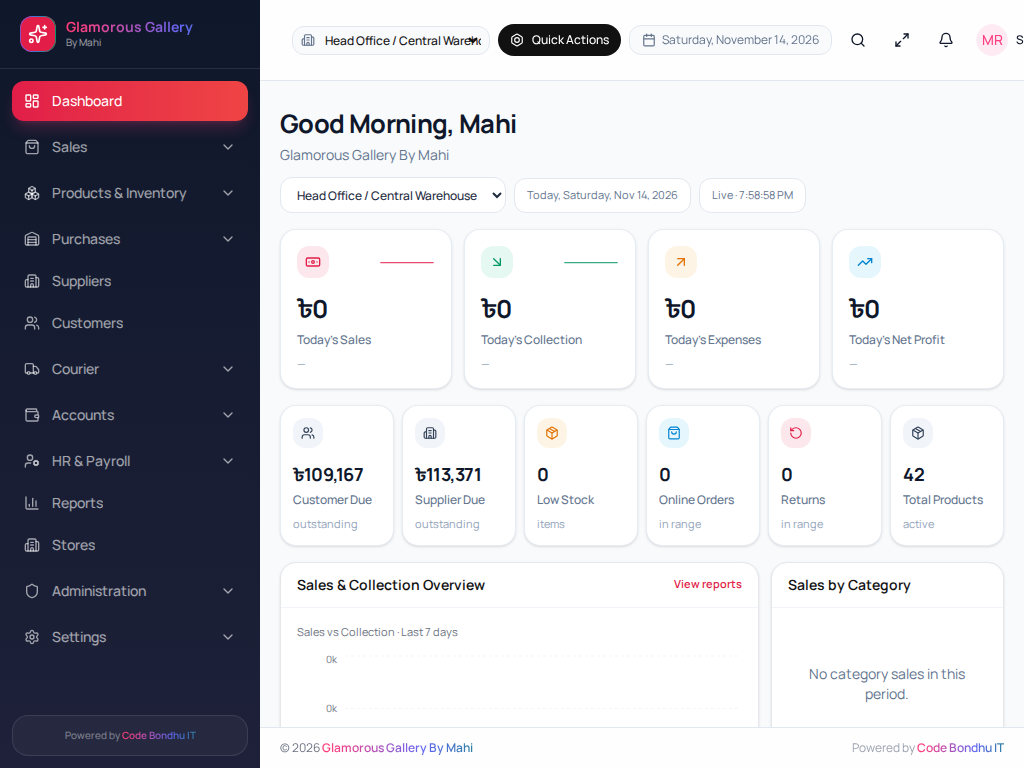 Glamorous Gallery
By Mahi
Dashboard
Sales
Products & Inventory
Purchases
Suppliers
Customers
Courier
Accounts
HR & Payroll
Reports
Stores
Administration
Settings
Powered by Code Bondhu IT
Head Office / Central
Quick Actions
Saturday, November 14, 2026
MR
S
Good Morning, Mahi
Glamorous Gallery By Mahi
Head Office / Central Warehouse
Today, Saturday, Nov 14, 2026
Live · 7:58:58 PM
৳0
Today's Sales
—
৳0
Today's Collection
—
৳0
Today's Expenses
—
৳0
Today's Net Profit
—
৳109,167
Customer Due
outstanding
৳113,371
Supplier Due
outstanding
0
Low Stock
items
0
Online Orders
in range
0
Returns
in range
42
Total Products
active
Sales & Collection Overview
View reports
Sales vs Collection · Last 7 days
0k
0k
Sales by Category
No category sales in this
period.
© 2026 Glamorous Gallery By Mahi
Powered by Code Bondhu IT